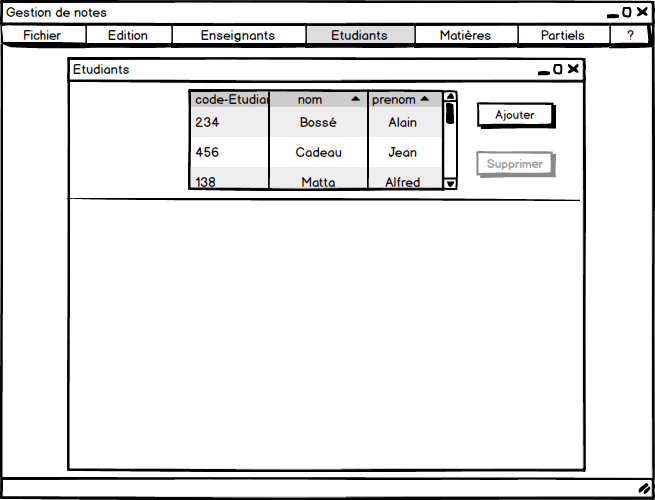 Gestion de notes
Fichier Edition Enseignants Etudiants Matières Partiels ?
Etudiants
code-Etudian nom prenom
234 Bossé Alain
Ajouter
456 Cadeau Jean
Supprimer
138 Matta Alfred